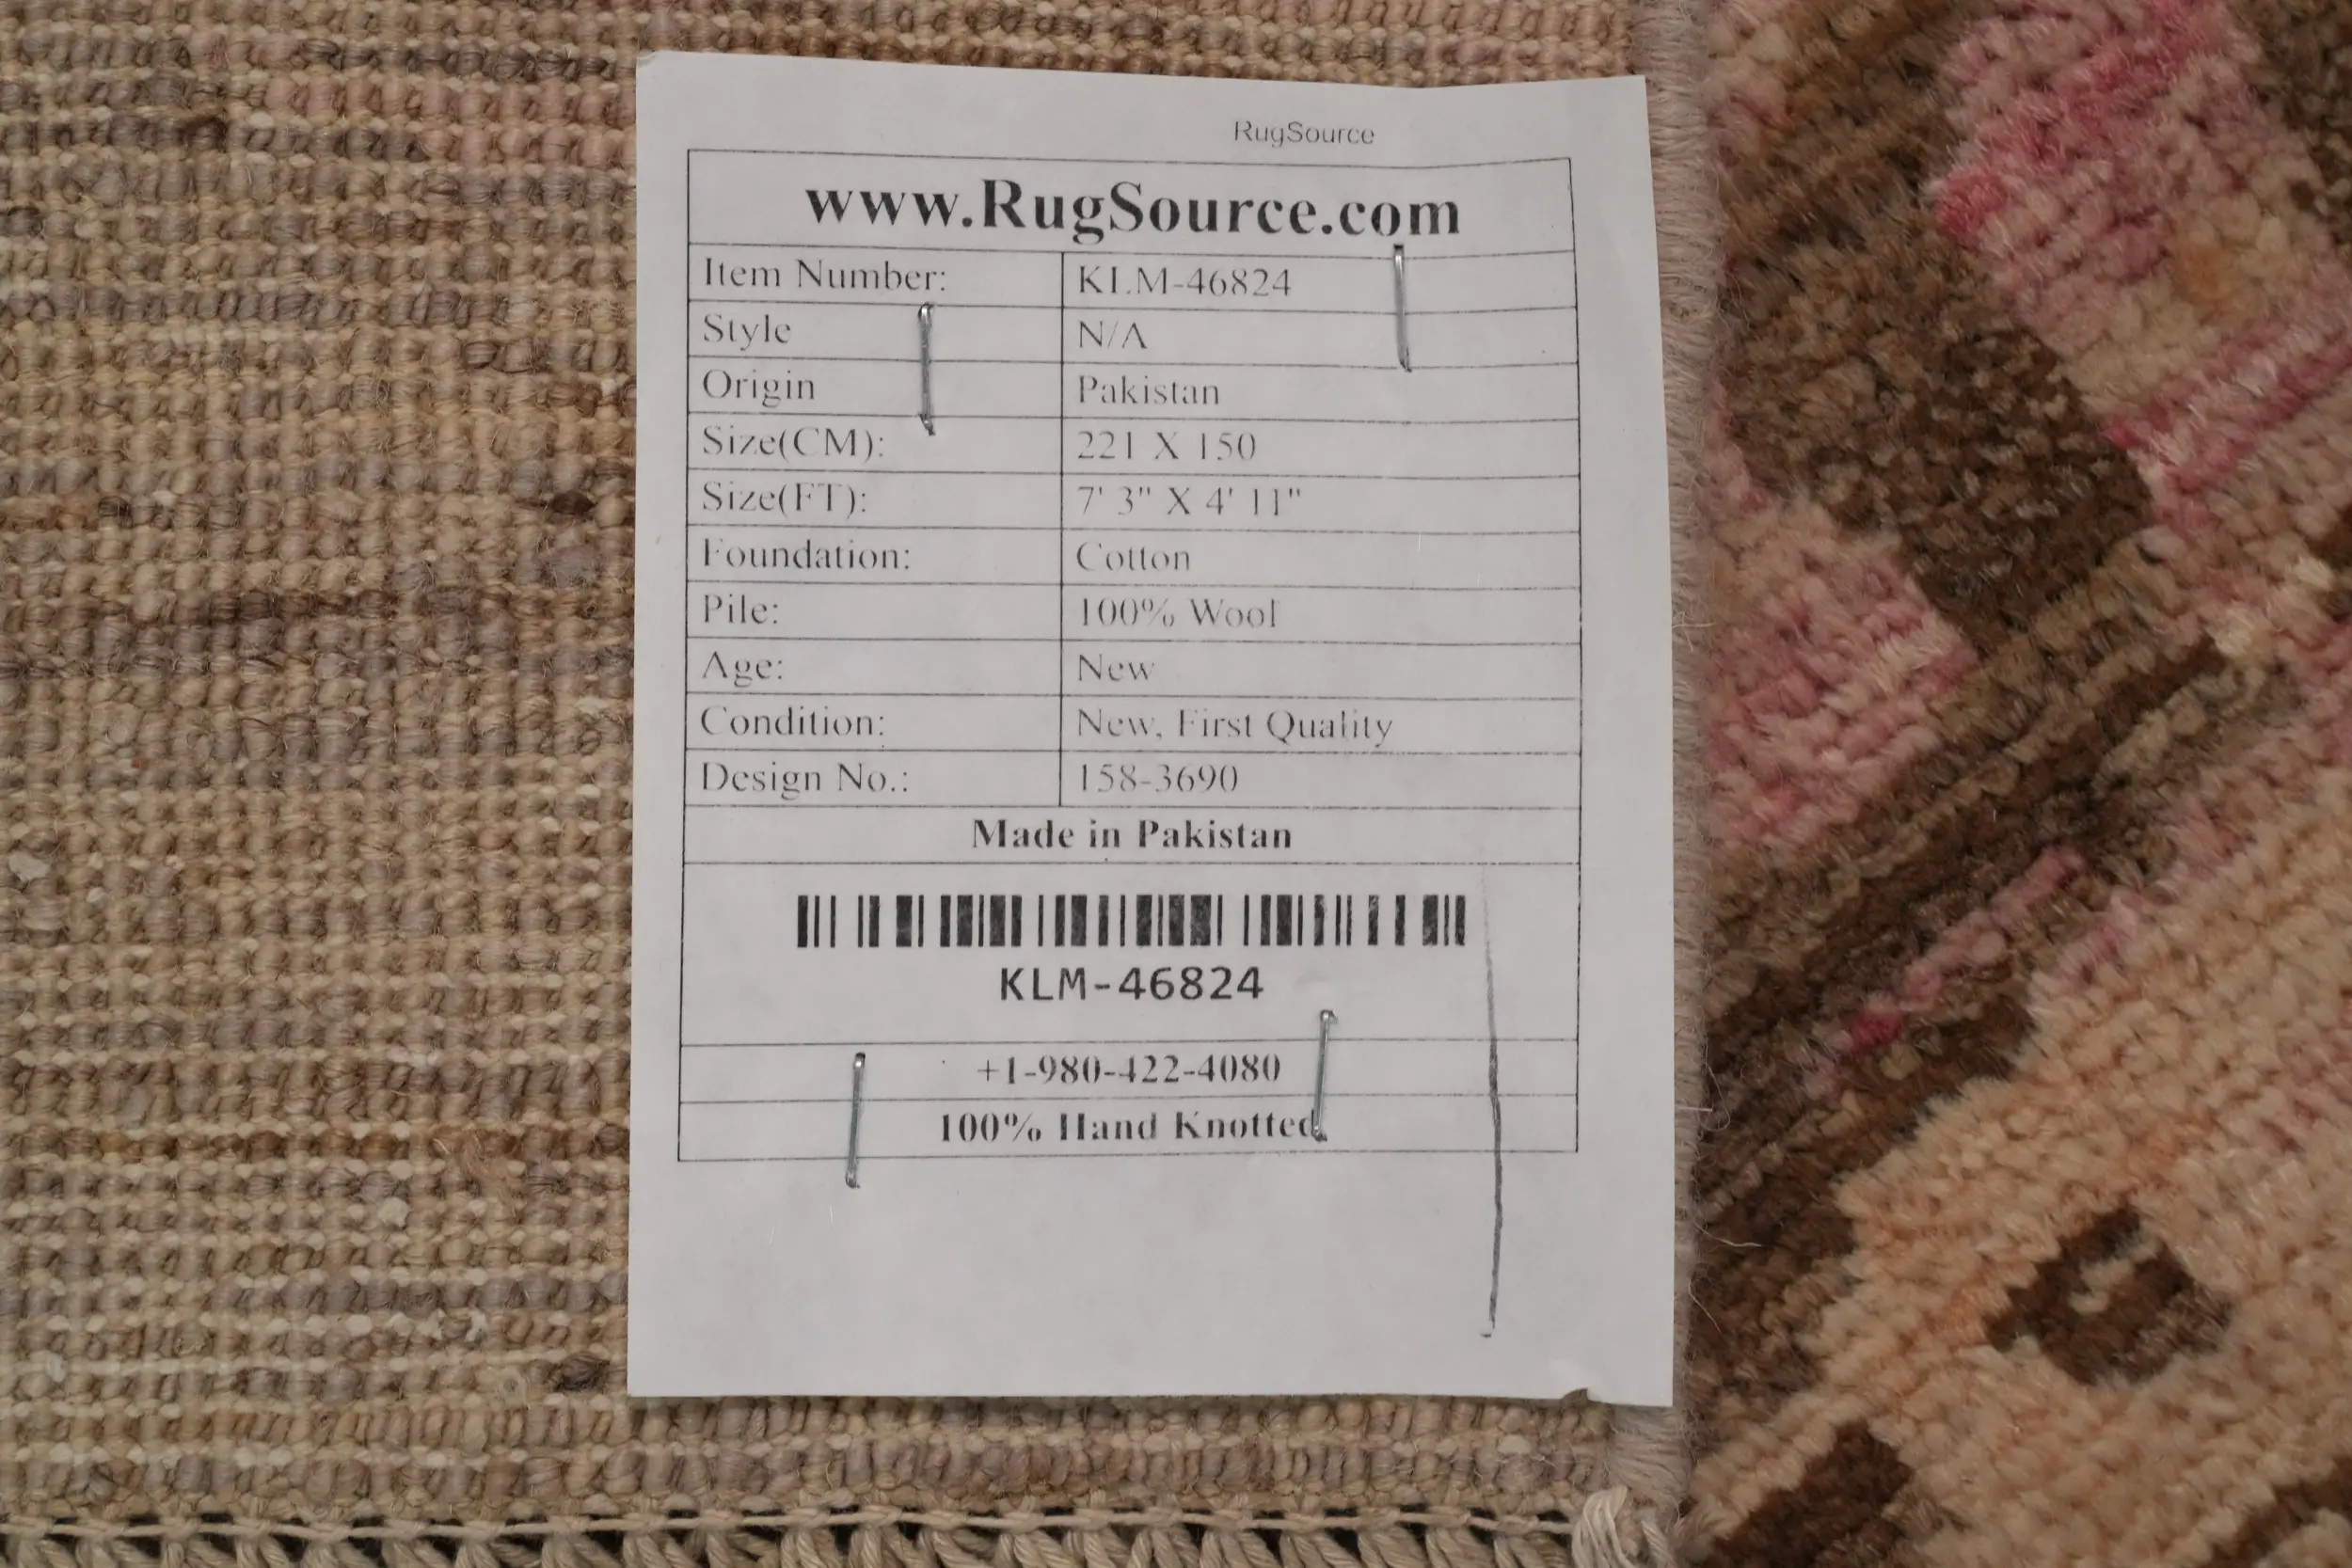 RugSource
www.RugSource.com
Item Number: KLM-46824
Style N/A
Origin Pakistan
Size(CM): 221 X 150
Size(FT): 7' 3" X 4' 11"
Foundation: Cotton
Pile: 100% Wool
Age: New
Condition: New, First Quality
Design No.: 158-3690
Made in Pakistan
KLM-46824
+1-980-422-4080
100% Hand Knotted